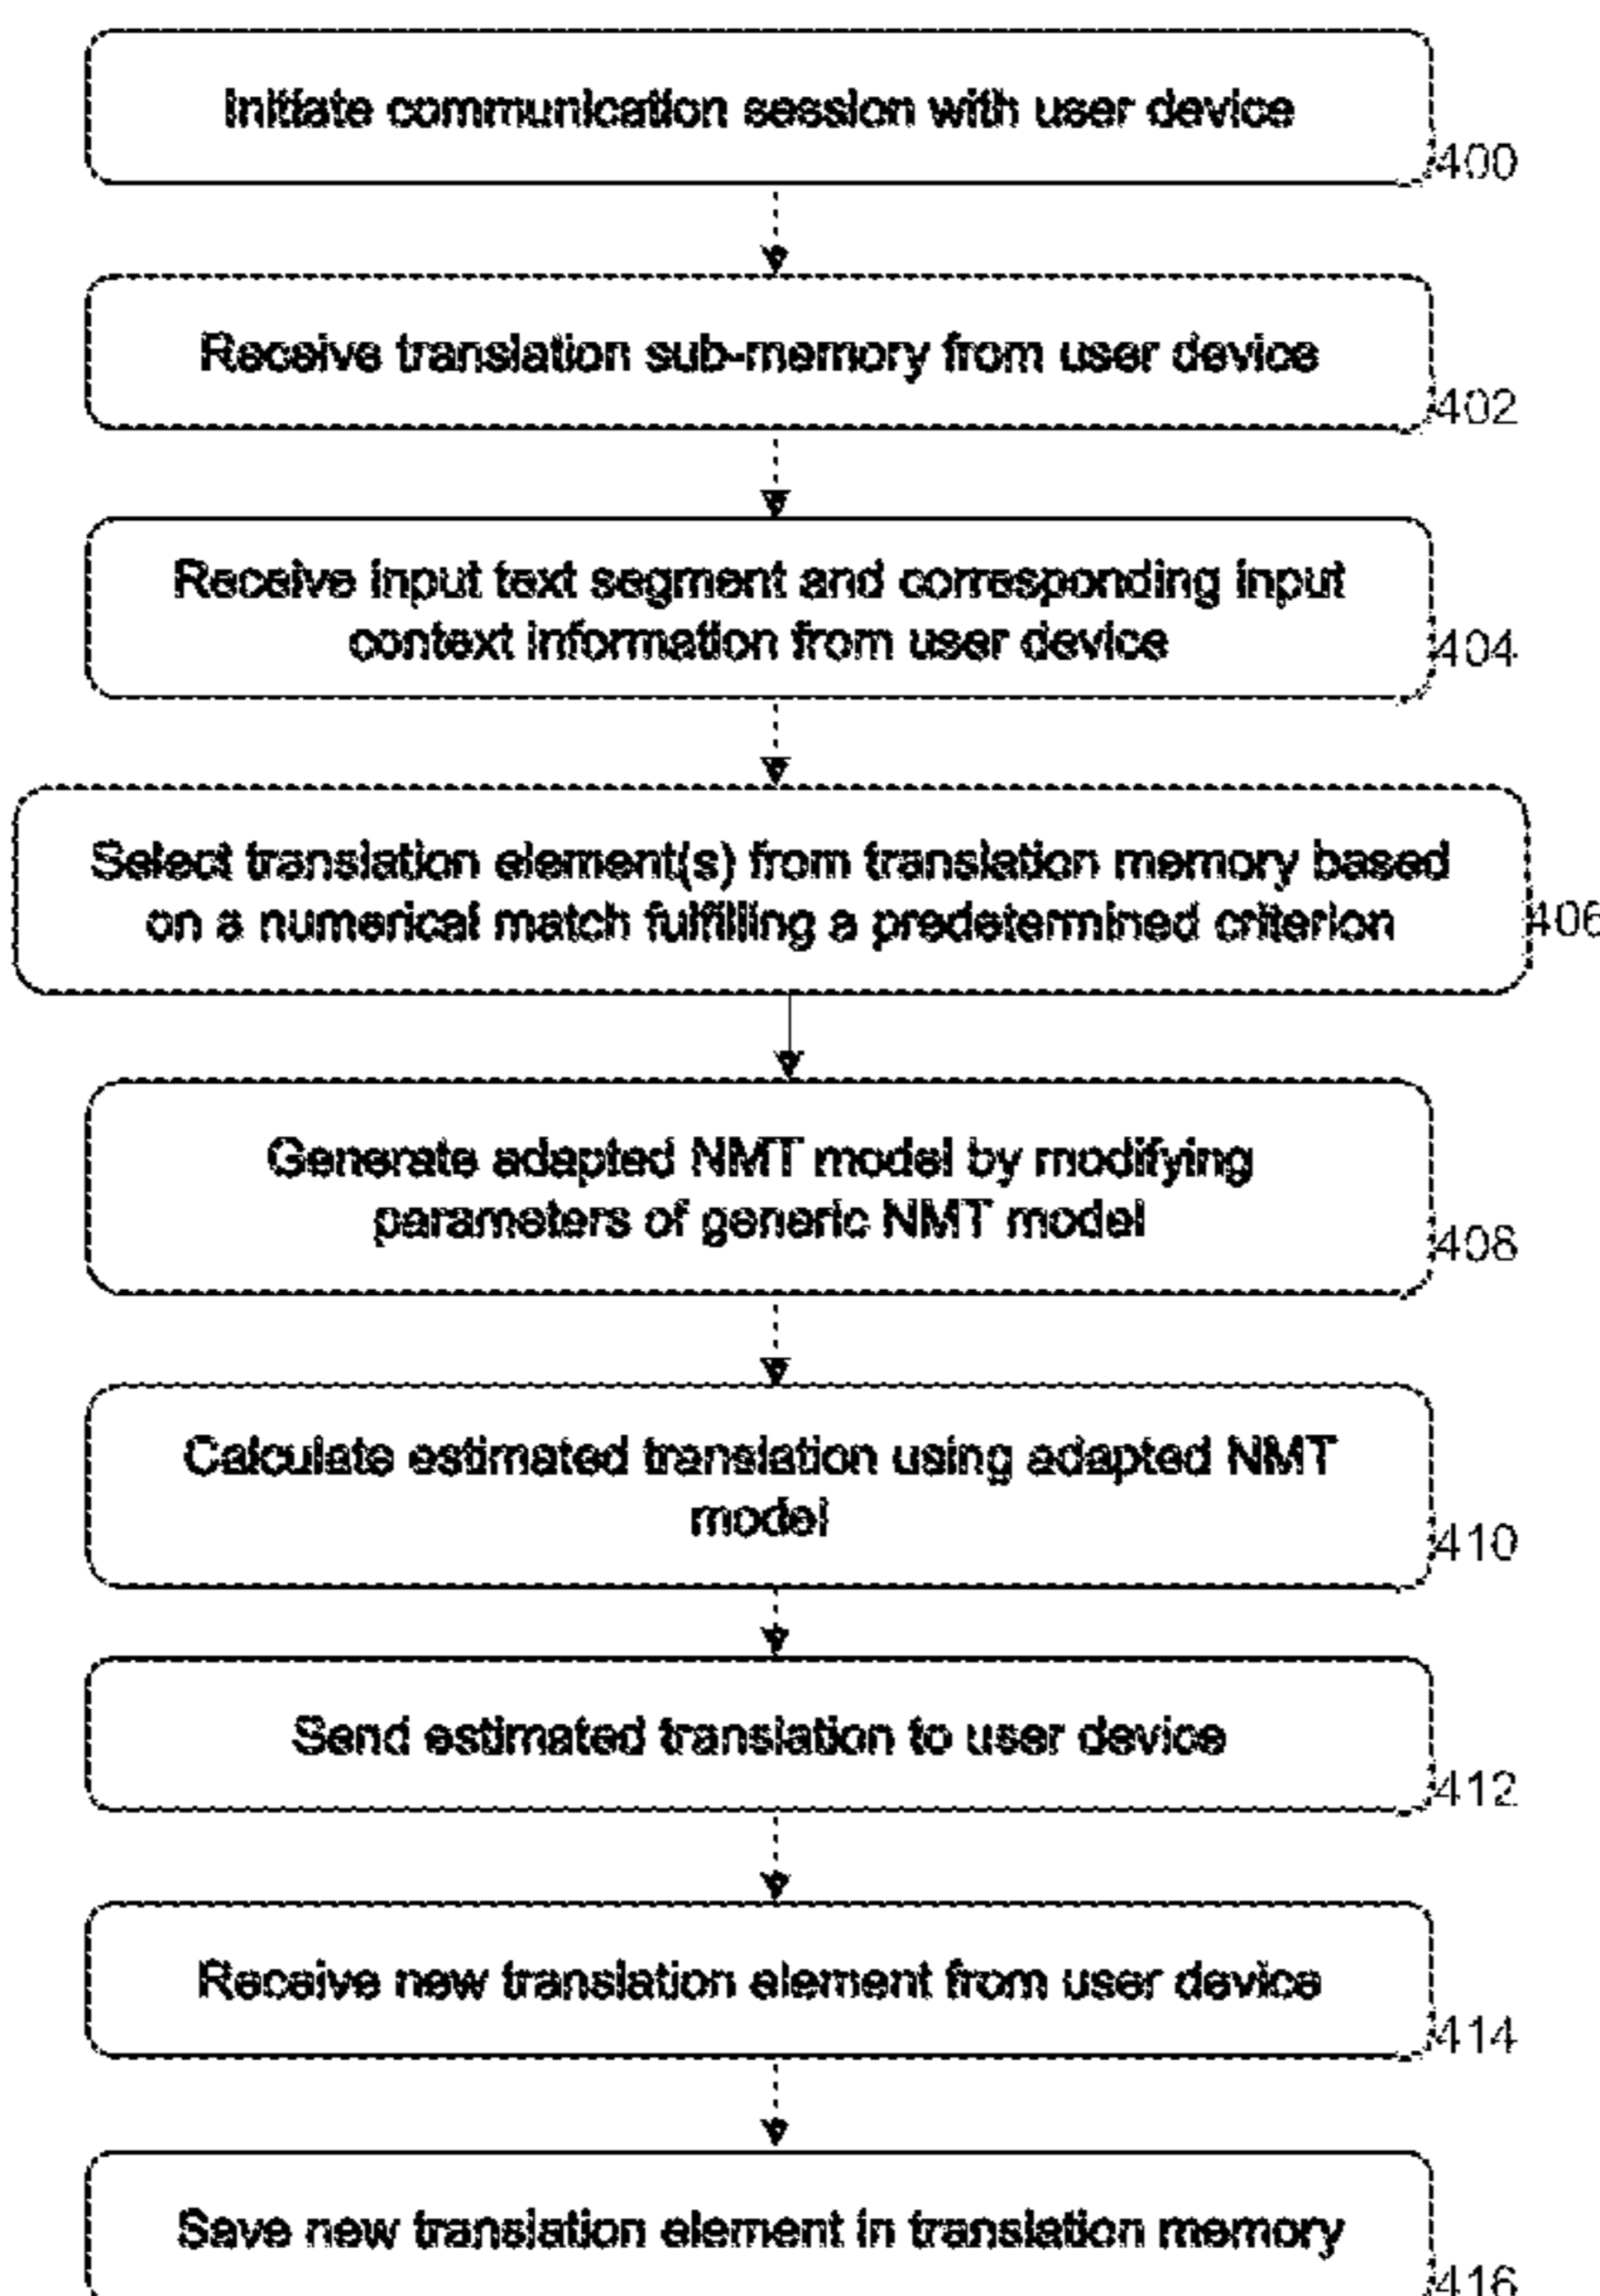 Initiate communication session with user device
400
Receive translation sub-memory from user device
402
Receive input text segment and corresponding input
context information from user device
404
Select translation element(s) from translation memory based
on a numerical match fulfilling a predetermined criterion
406
Generate adapted NMT model by modifying
parameters of generic NMT model
408
Calculate estimated translation using adapted NMT
model
410
Send estimated translation to user device
412
Receive new translation element from user device
414
Save new translation element in translation memory
416